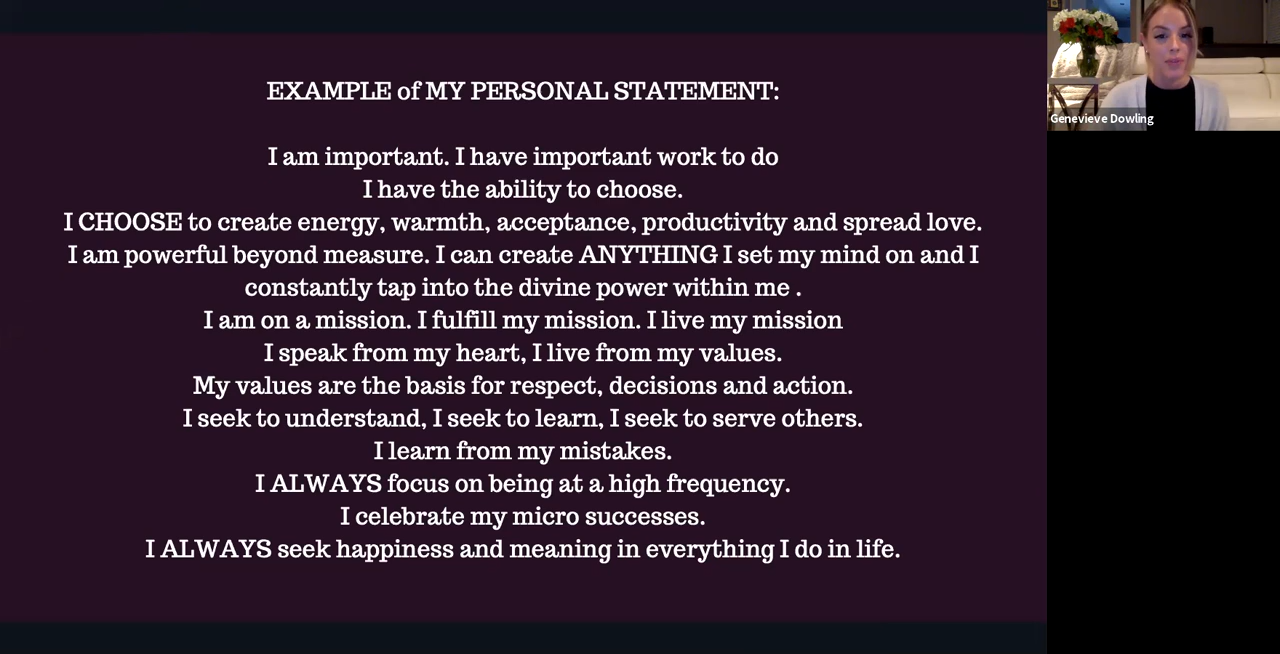 EXAMPLE of MY PERSONAL STATEMENT:
I am important. I have important work to do
I have the ability to choose.
I CHOOSE to create energy, warmth, acceptance, productivity and spread love.
I am powerful beyond measure. I can create ANYTHING I set my mind on and I
constantly tap into the divine power within me .
I am on a mission. I fulfill my mission. I live my mission
I speak from my heart, I live from my values.
My values are the basis for respect, decisions and action.
I seek to understand, I seek to learn, I seek to serve others.
I learn from my mistakes.
I ALWAYS focus on being at a high frequency.
I celebrate my micro successes.
I ALWAYS seek happiness and meaning in everything I do in life.
Genevieve Dowling